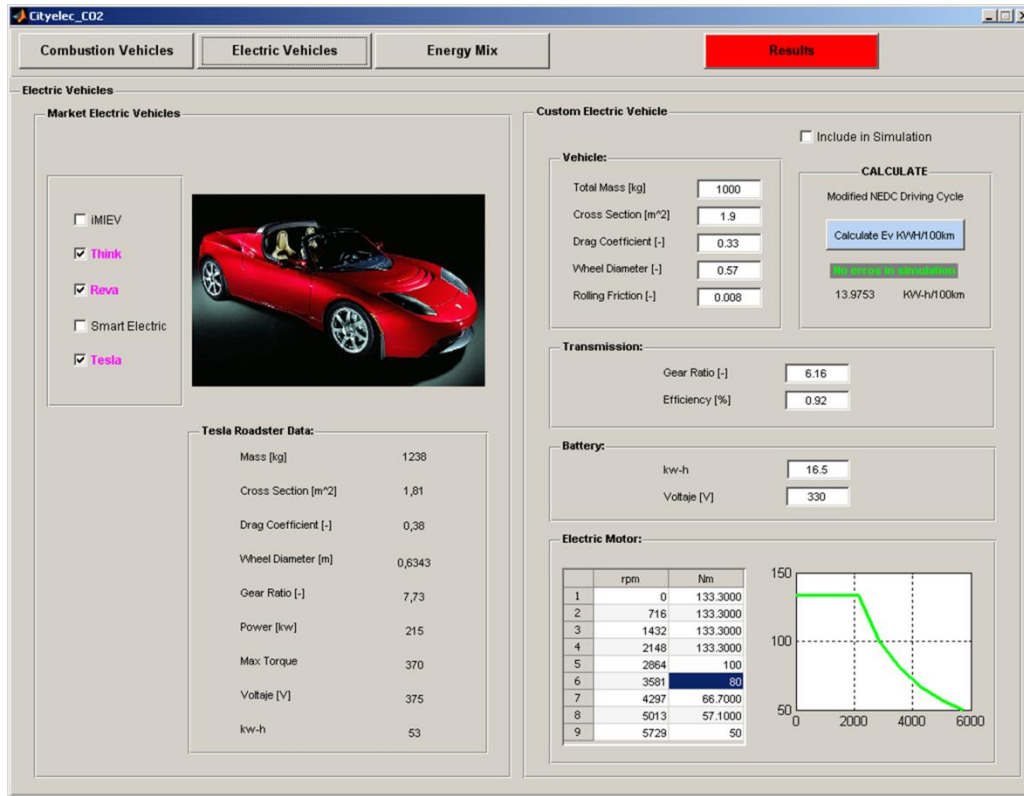 Cityelec_CO2
Combustion Vehicles Electric Vehicles Energy Mix Results
Electric Vehicles
Market Electric Vehicles
iMIEV
Think
Reva
Smart Electric
Tesla
Tesla Roadster Data:
Mass [kg] 1238
Cross Section [m^2] 1,81
Drag Coefficient [-] 0,38
Wheel Diameter [m] 0,6343
Gear Ratio [-] 7,73
Power [kw] 215
Max Torque 370
Voltaje [V] 375
kw-h 53
Custom Electric Vehicle
Include in Simulation
Vehicle:
Total Mass [kg] 1000
Cross Section [m^2] 1.9
Drag Coefficient [-] 0.33
Wheel Diameter [-] 0.57
Rolling Friction [-] 0.008
CALCULATE
Modified NEDC Driving Cycle
Calculate Ev KWH/100km
No erros in simulation
13.9753 KW-h/100km
Transmission:
Gear Ratio [-] 6.16
Efficiency [%] 0.92
Battery:
kw-h 16.5
Voltaje [V] 330
Electric Motor:
rpm Nm
1 0 133.3000
2 716 133.3000
3 1432 133.3000
4 2148 133.3000
5 2864 100
6 3581 80
7 4297 66.7000
8 5013 57.1000
9 5729 50
150
100
50
0 2000 4000 6000